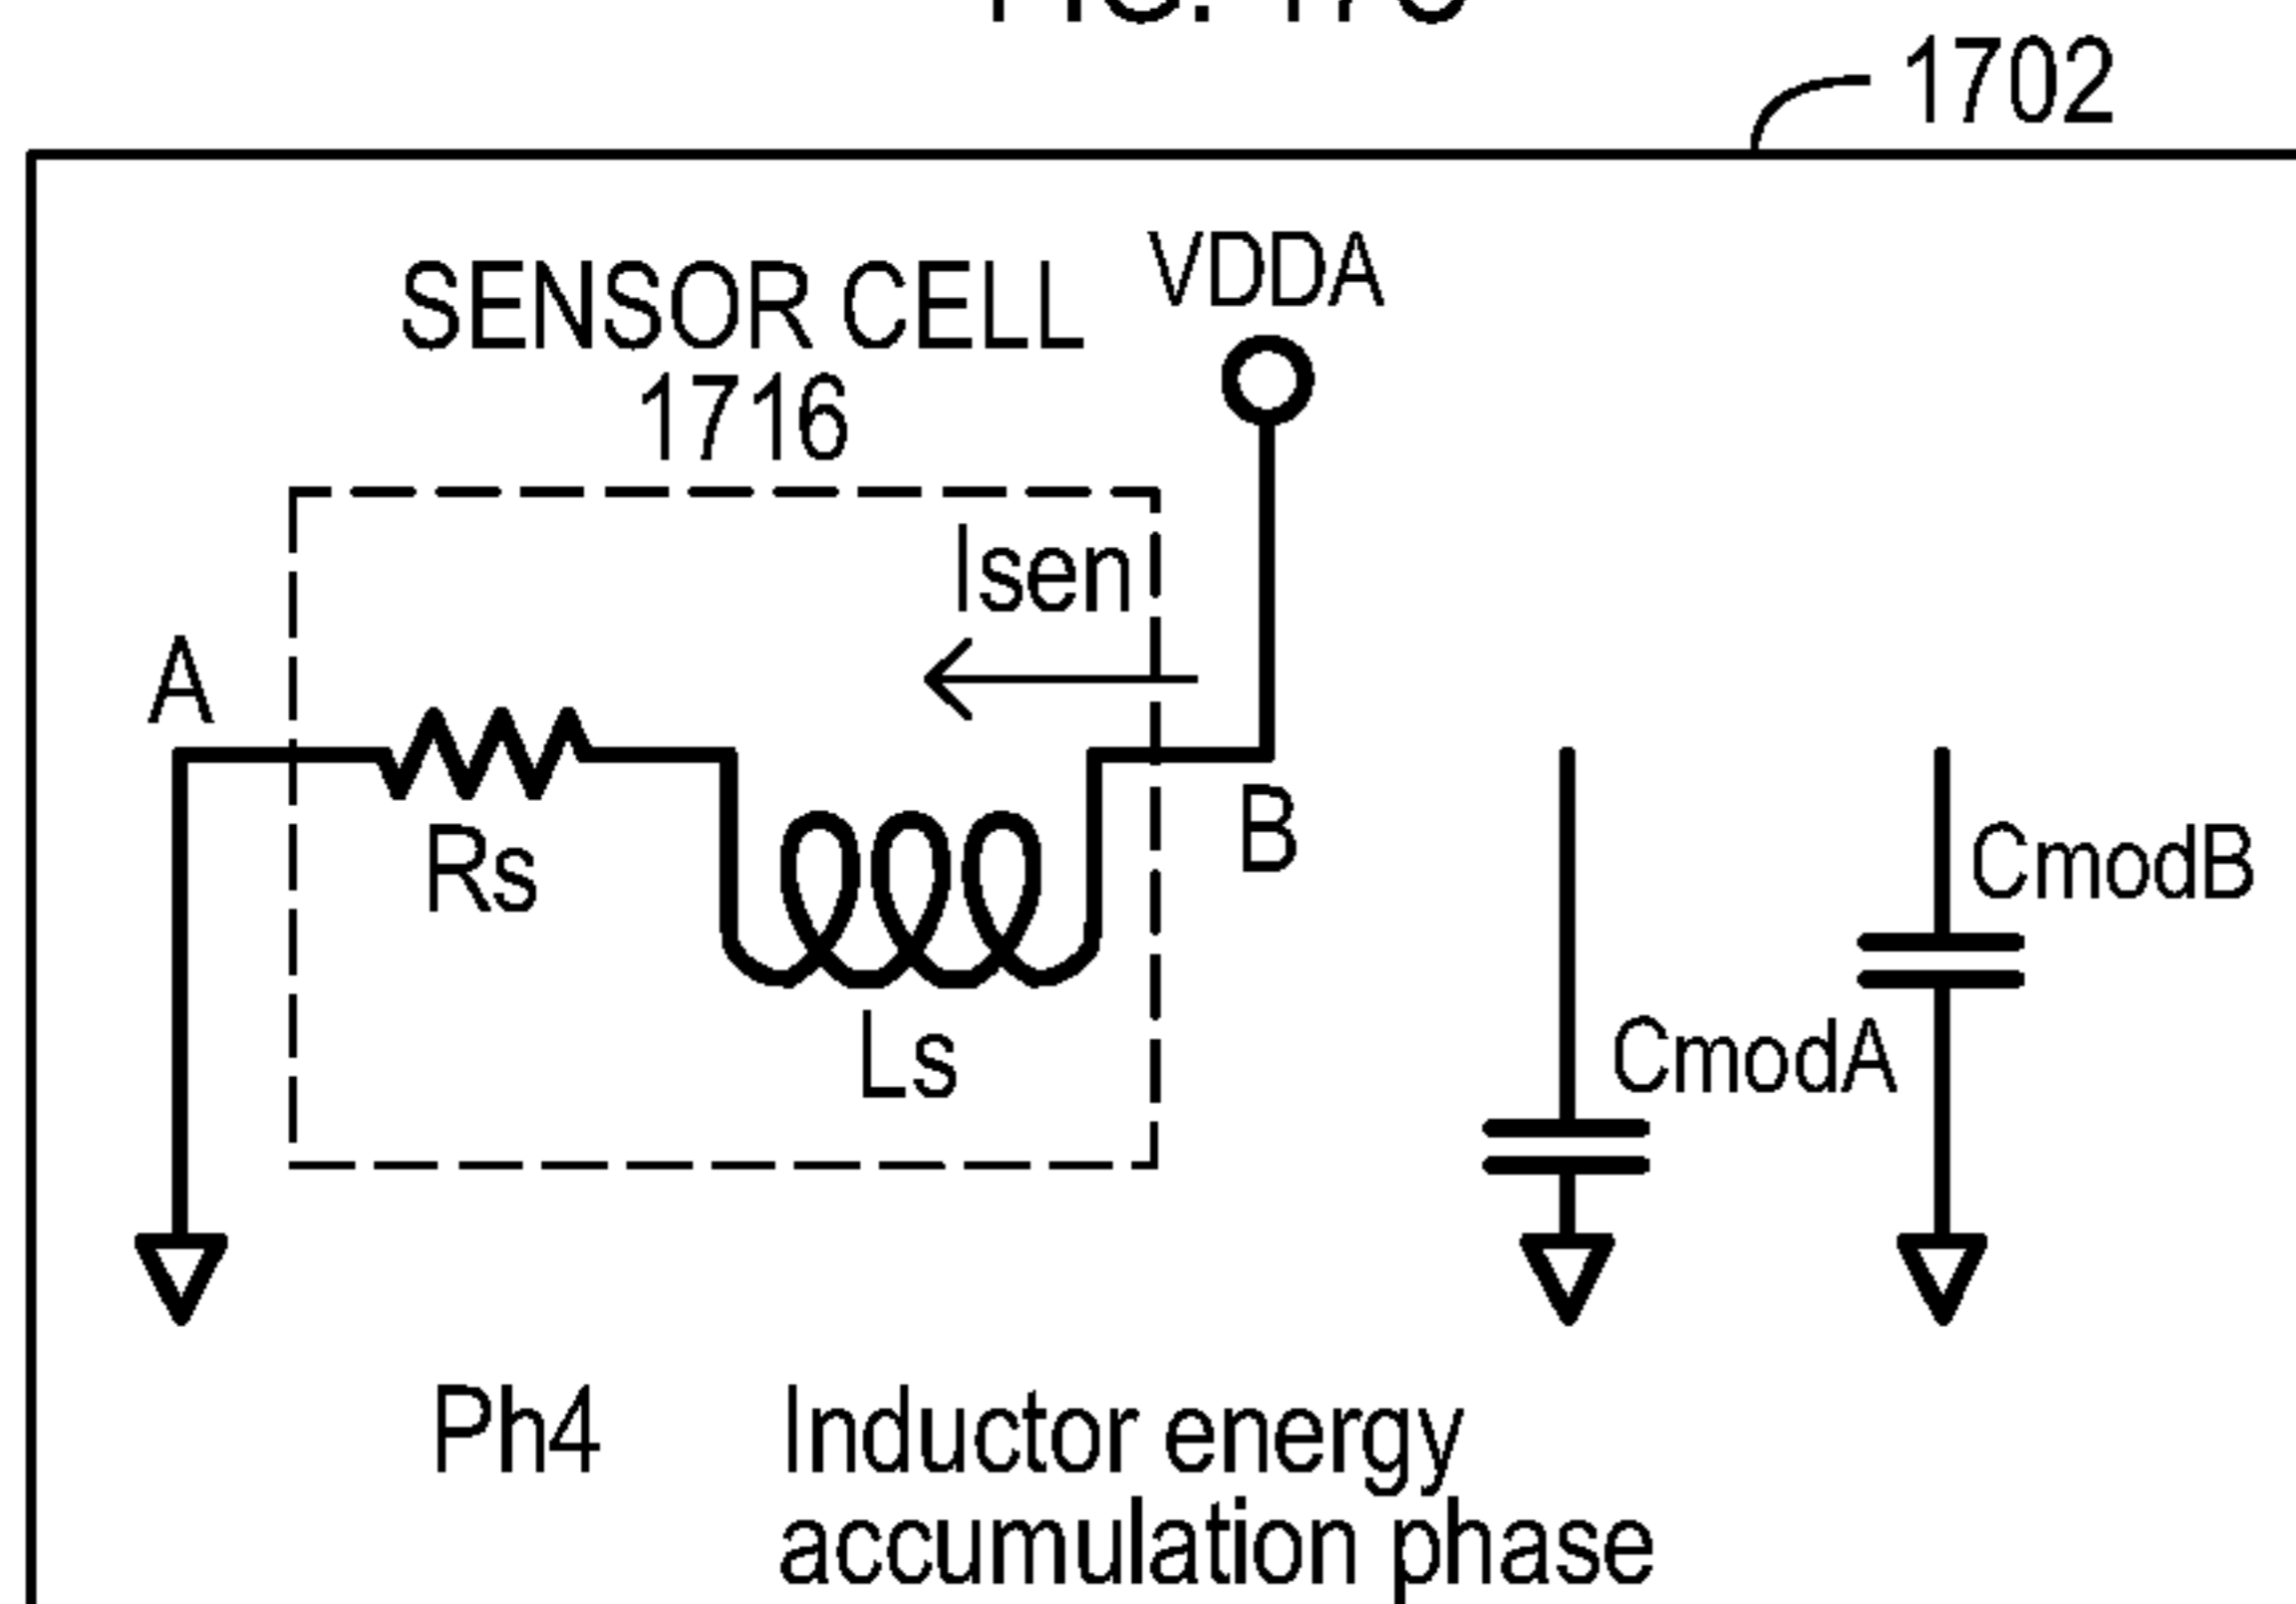 1702
SENSOR CELL
1716
VDDA
Isen
A
Rs
B
Ls
CmodB
CmodA
Ph4
Inductor energy
accumulation phase